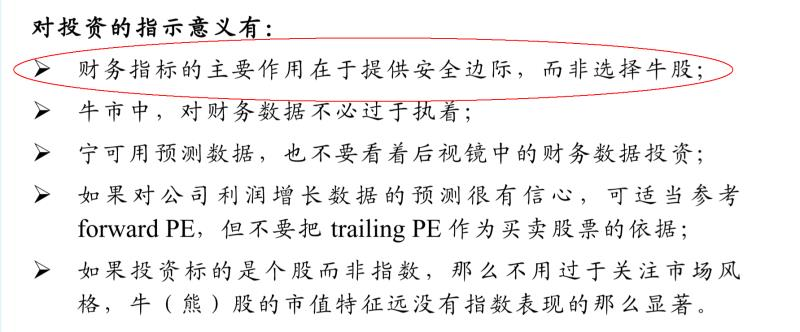 对投资的指示意义有：
➢ 财务指标的主要作用在于提供安全边际，而非选择牛股；
➢ 牛市中，对财务数据不必过于执着；
➢ 宁可用预测数据，也不要看着后视镜中的财务数据投资；
➢ 如果对公司利润增长数据的预测很有信心，可适当参考
forward PE，但不要把 trailing PE 作为买卖股票的依据；
➢ 如果投资标的是个股而非指数，那么不用过于关注市场风
格，牛（熊）股的市值特征远没有指数表现的那么显著。